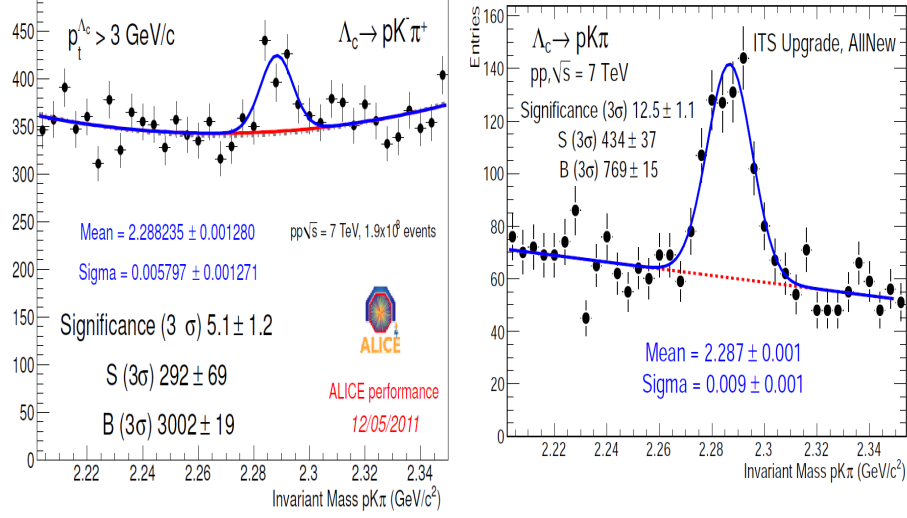 450
400
350
300
250
200
150
100
50
0
p_t^Λc > 3 GeV/c
Λc → pK⁻π⁺
Mean = 2.288235 ± 0.001280
Sigma = 0.005797 ± 0.001271
pp√s = 7 TeV, 1.9x10⁸ events
Significance (3 σ) 5.1 ± 1.2
S (3σ) 292 ± 69
B (3σ) 3002 ± 19
ALICE
ALICE performance
12/05/2011
2.22 2.24 2.26 2.28 2.3 2.32 2.34
Invariant Mass pKπ (GeV/c²)
Entries
160
140
120
100
80
60
40
20
0
Λc → pKπ
ITS Upgrade, AllNew
pp,√s = 7 TeV
Significance (3σ) 12.5 ± 1.1
S (3σ) 434 ± 37
B (3σ) 769 ± 15
Mean = 2.287 ± 0.001
Sigma = 0.009 ± 0.001
2.22 2.24 2.26 2.28 2.3 2.32 2.34
Invariant Mass pKπ (GeV/c²)